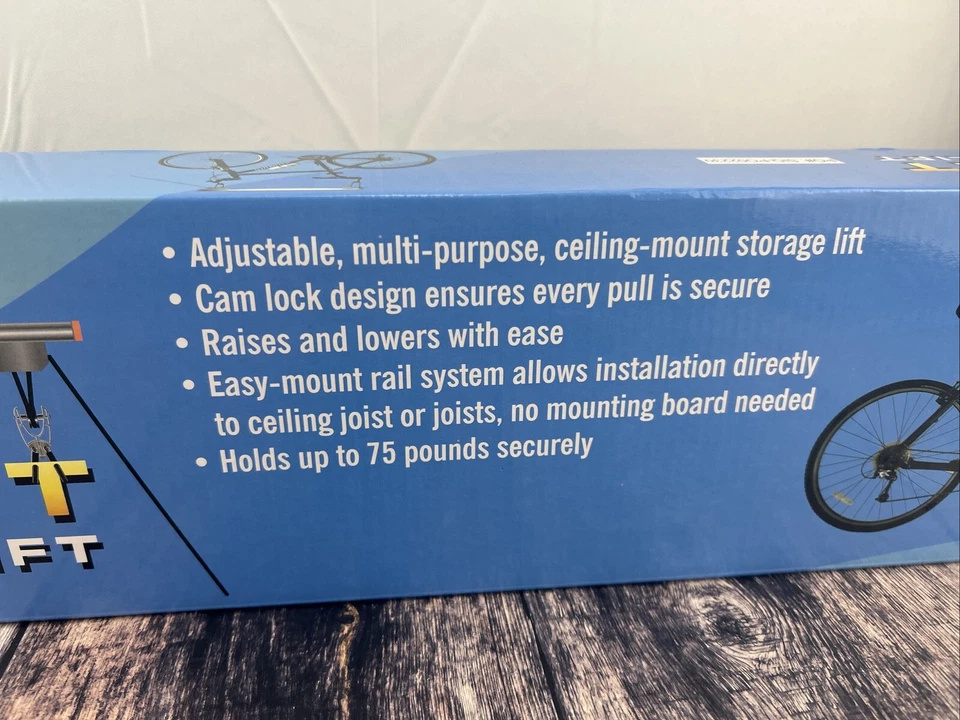 • Adjustable, multi-purpose, ceiling-mount storage lift
• Cam lock design ensures every pull is secure
• Raises and lowers with ease
• Easy-mount rail system allows installation directly
to ceiling joist or joists, no mounting board needed
• Holds up to 75 pounds securely
T
IFT